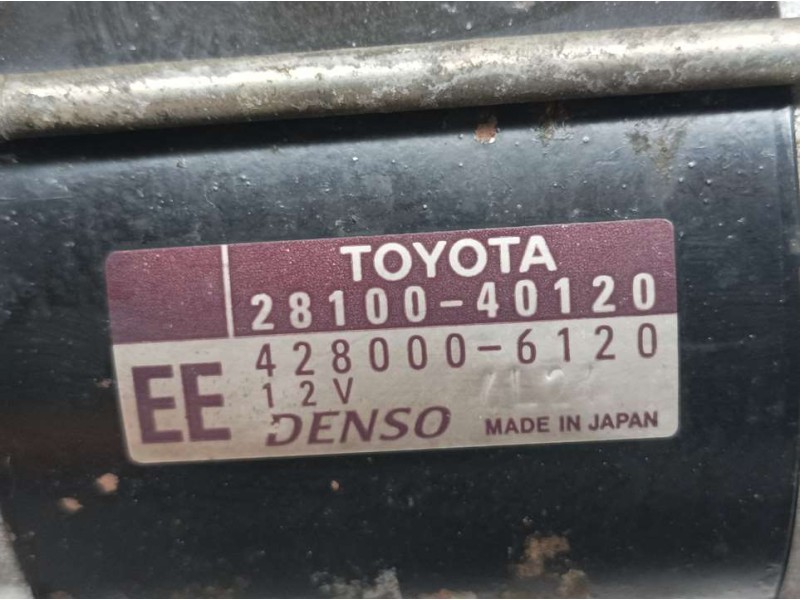 TOYOTA
28100-40120
428000-6120
EE 12V
DENSO MADE IN JAPAN